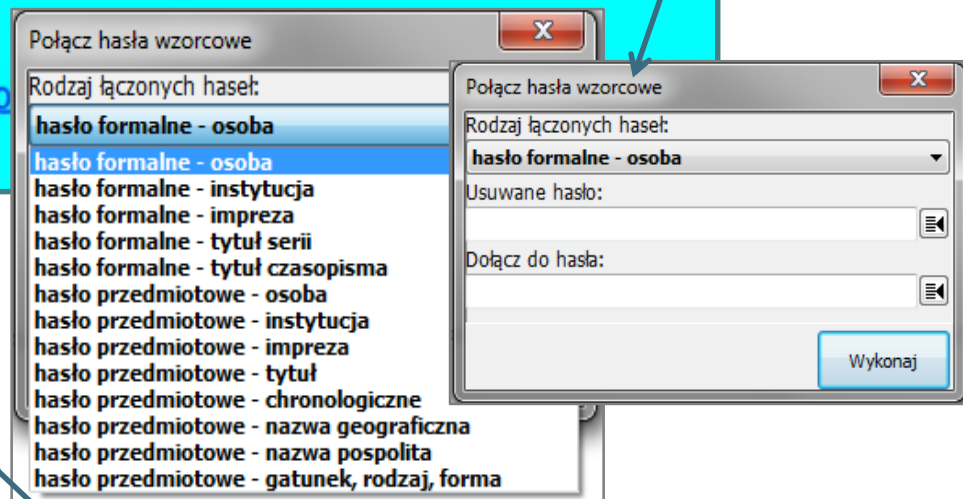 Połącz hasła wzorcowe
Rodzaj łączonych haseł:
hasło formalne - osoba
hasło formalne - osoba
hasło formalne - instytucja
hasło formalne - impreza
hasło formalne - tytuł serii
hasło formalne - tytuł czasopisma
hasło przedmiotowe - osoba
hasło przedmiotowe - instytucja
hasło przedmiotowe - impreza
hasło przedmiotowe - tytuł
hasło przedmiotowe - chronologiczne
hasło przedmiotowe - nazwa geograficzna
hasło przedmiotowe - nazwa pospolita
hasło przedmiotowe - gatunek, rodzaj, forma
Połącz hasła wzorcowe
Rodzaj łączonych haseł:
hasło formalne - osoba
Usuwane hasło:
Dołącz do hasła:
Wykonaj